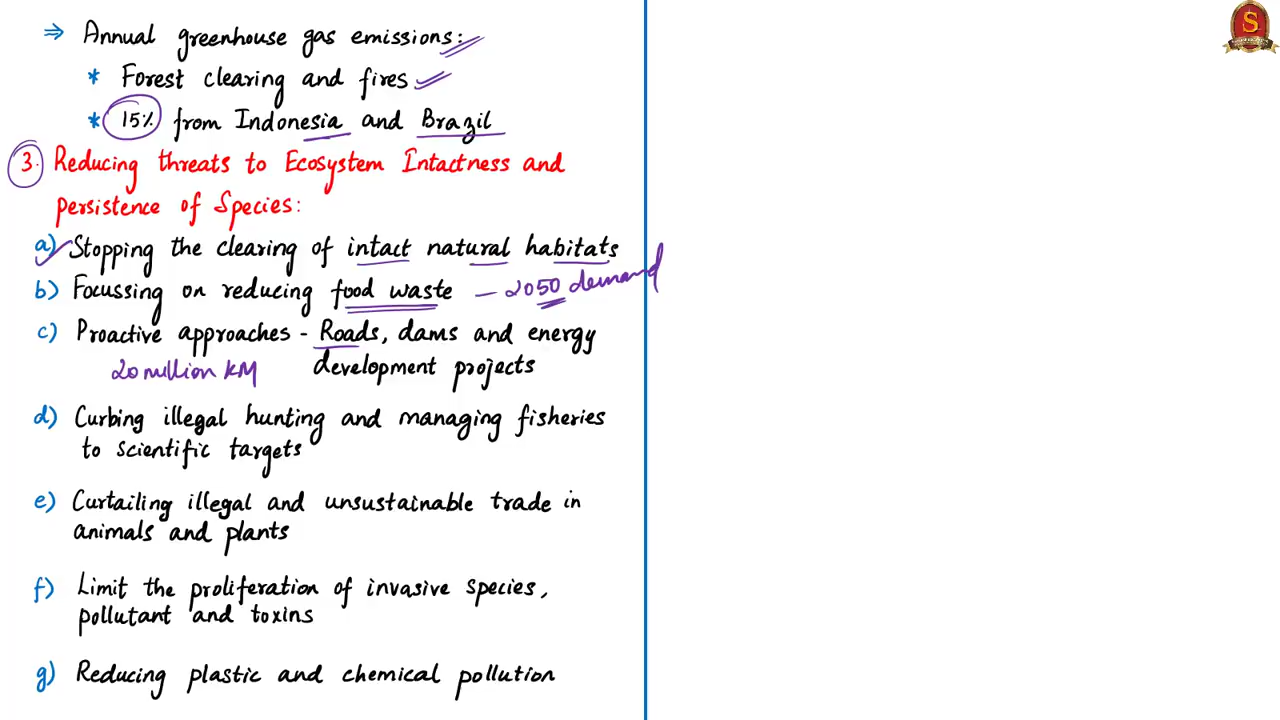 ⇒ Annual greenhouse gas emissions:
* Forest clearing and fires
* 15% from Indonesia and Brazil
3. Reducing threats to Ecosystem Intactness and
persistence of Species:
a) Stopping the clearing of intact natural habitats
b) Focussing on reducing food waste – 2050 demand
c) Proactive approaches - Roads, dams and energy
20 million KM development projects
d) Curbing illegal hunting and managing fisheries
to scientific targets
e) Curtailing illegal and unsustainable trade in
animals and plants
f) Limit the proliferation of invasive species,
pollutant and toxins
g) Reducing plastic and chemical pollution
S